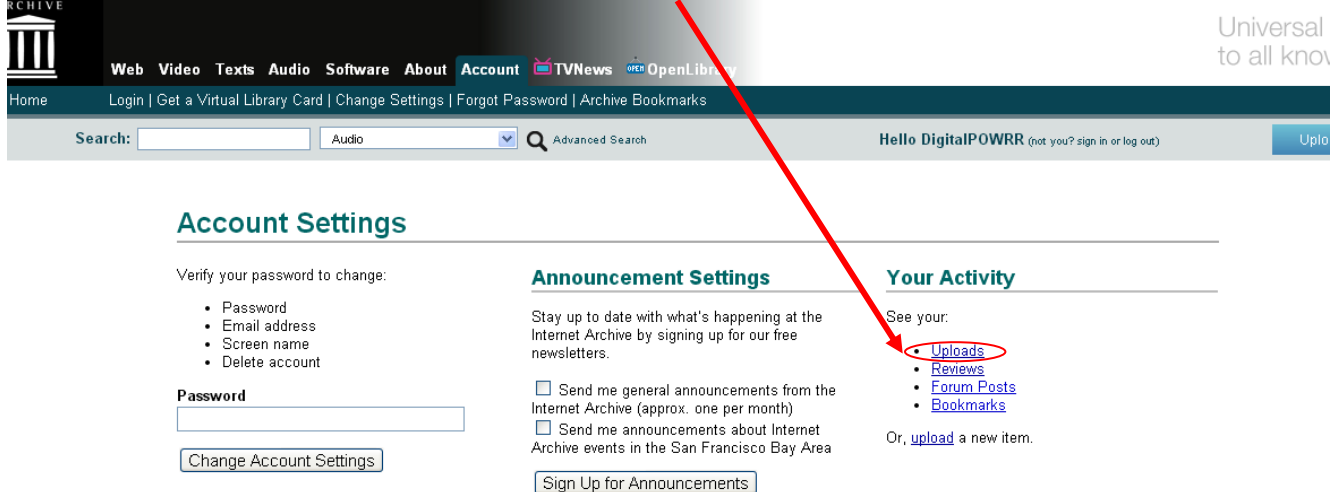 RCHIVE
Universal
to all know
Web Video Texts Audio Software About Account TVNews OPEN OpenLibrary
Home Login | Get a Virtual Library Card | Change Settings | Forgot Password | Archive Bookmarks
Search: Audio Advanced Search Hello DigitalPOWRR (not you? sign in or log out) Uplo
Account Settings
Verify your password to change:
• Password
• Email address
• Screen name
• Delete account
Password
Change Account Settings
Announcement Settings
Stay up to date with what's happening at the
Internet Archive by signing up for our free
newsletters.
Send me general announcements from the
Internet Archive (approx. one per month)
Send me announcements about Internet
Archive events in the San Francisco Bay Area
Sign Up for Announcements
Your Activity
See your:
• Uploads
• Reviews
• Forum Posts
• Bookmarks
Or, upload a new item.